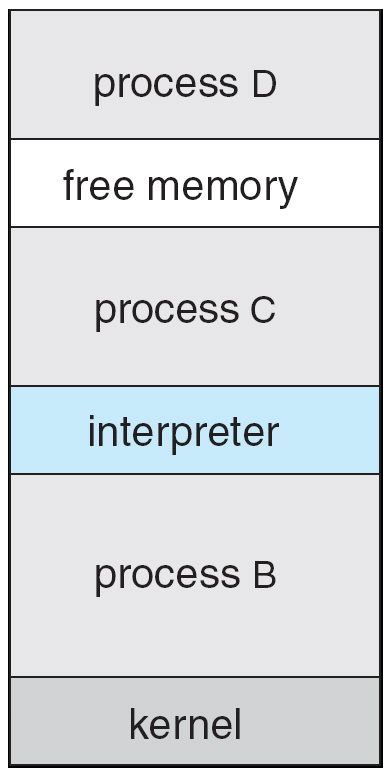 process D
free memory
process C
interpreter
process B
kernel